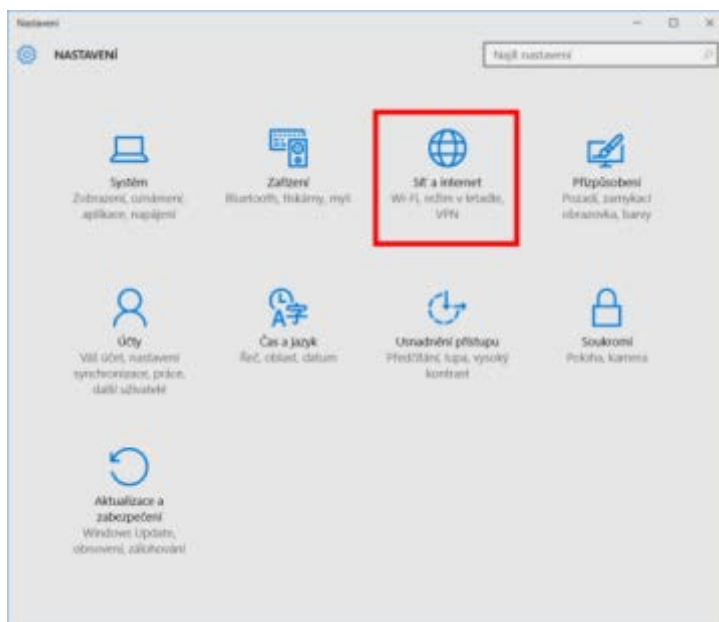 Nastavení
NASTAVENÍ
Najít nastavení
Systém
Zobrazení, oznámení,
aplikace, napájení
Zařízení
Bluetooth, tiskárny, myš
Síť a internet
Wi-Fi, režim v letadle,
VPN
Přizpůsobení
Pozadí, zamykací
obrazovka, barvy
Účty
Váš účet, nastavení
synchronizace, práce,
další uživatelé
Čas a jazyk
Řeč, oblast, datum
Usnadnění přístupu
Předčítání, lupa, vysoký
kontrast
Soukromí
Poloha, kamera
Aktualizace a
zabezpečení
Windows Update,
obnovení, zálohování